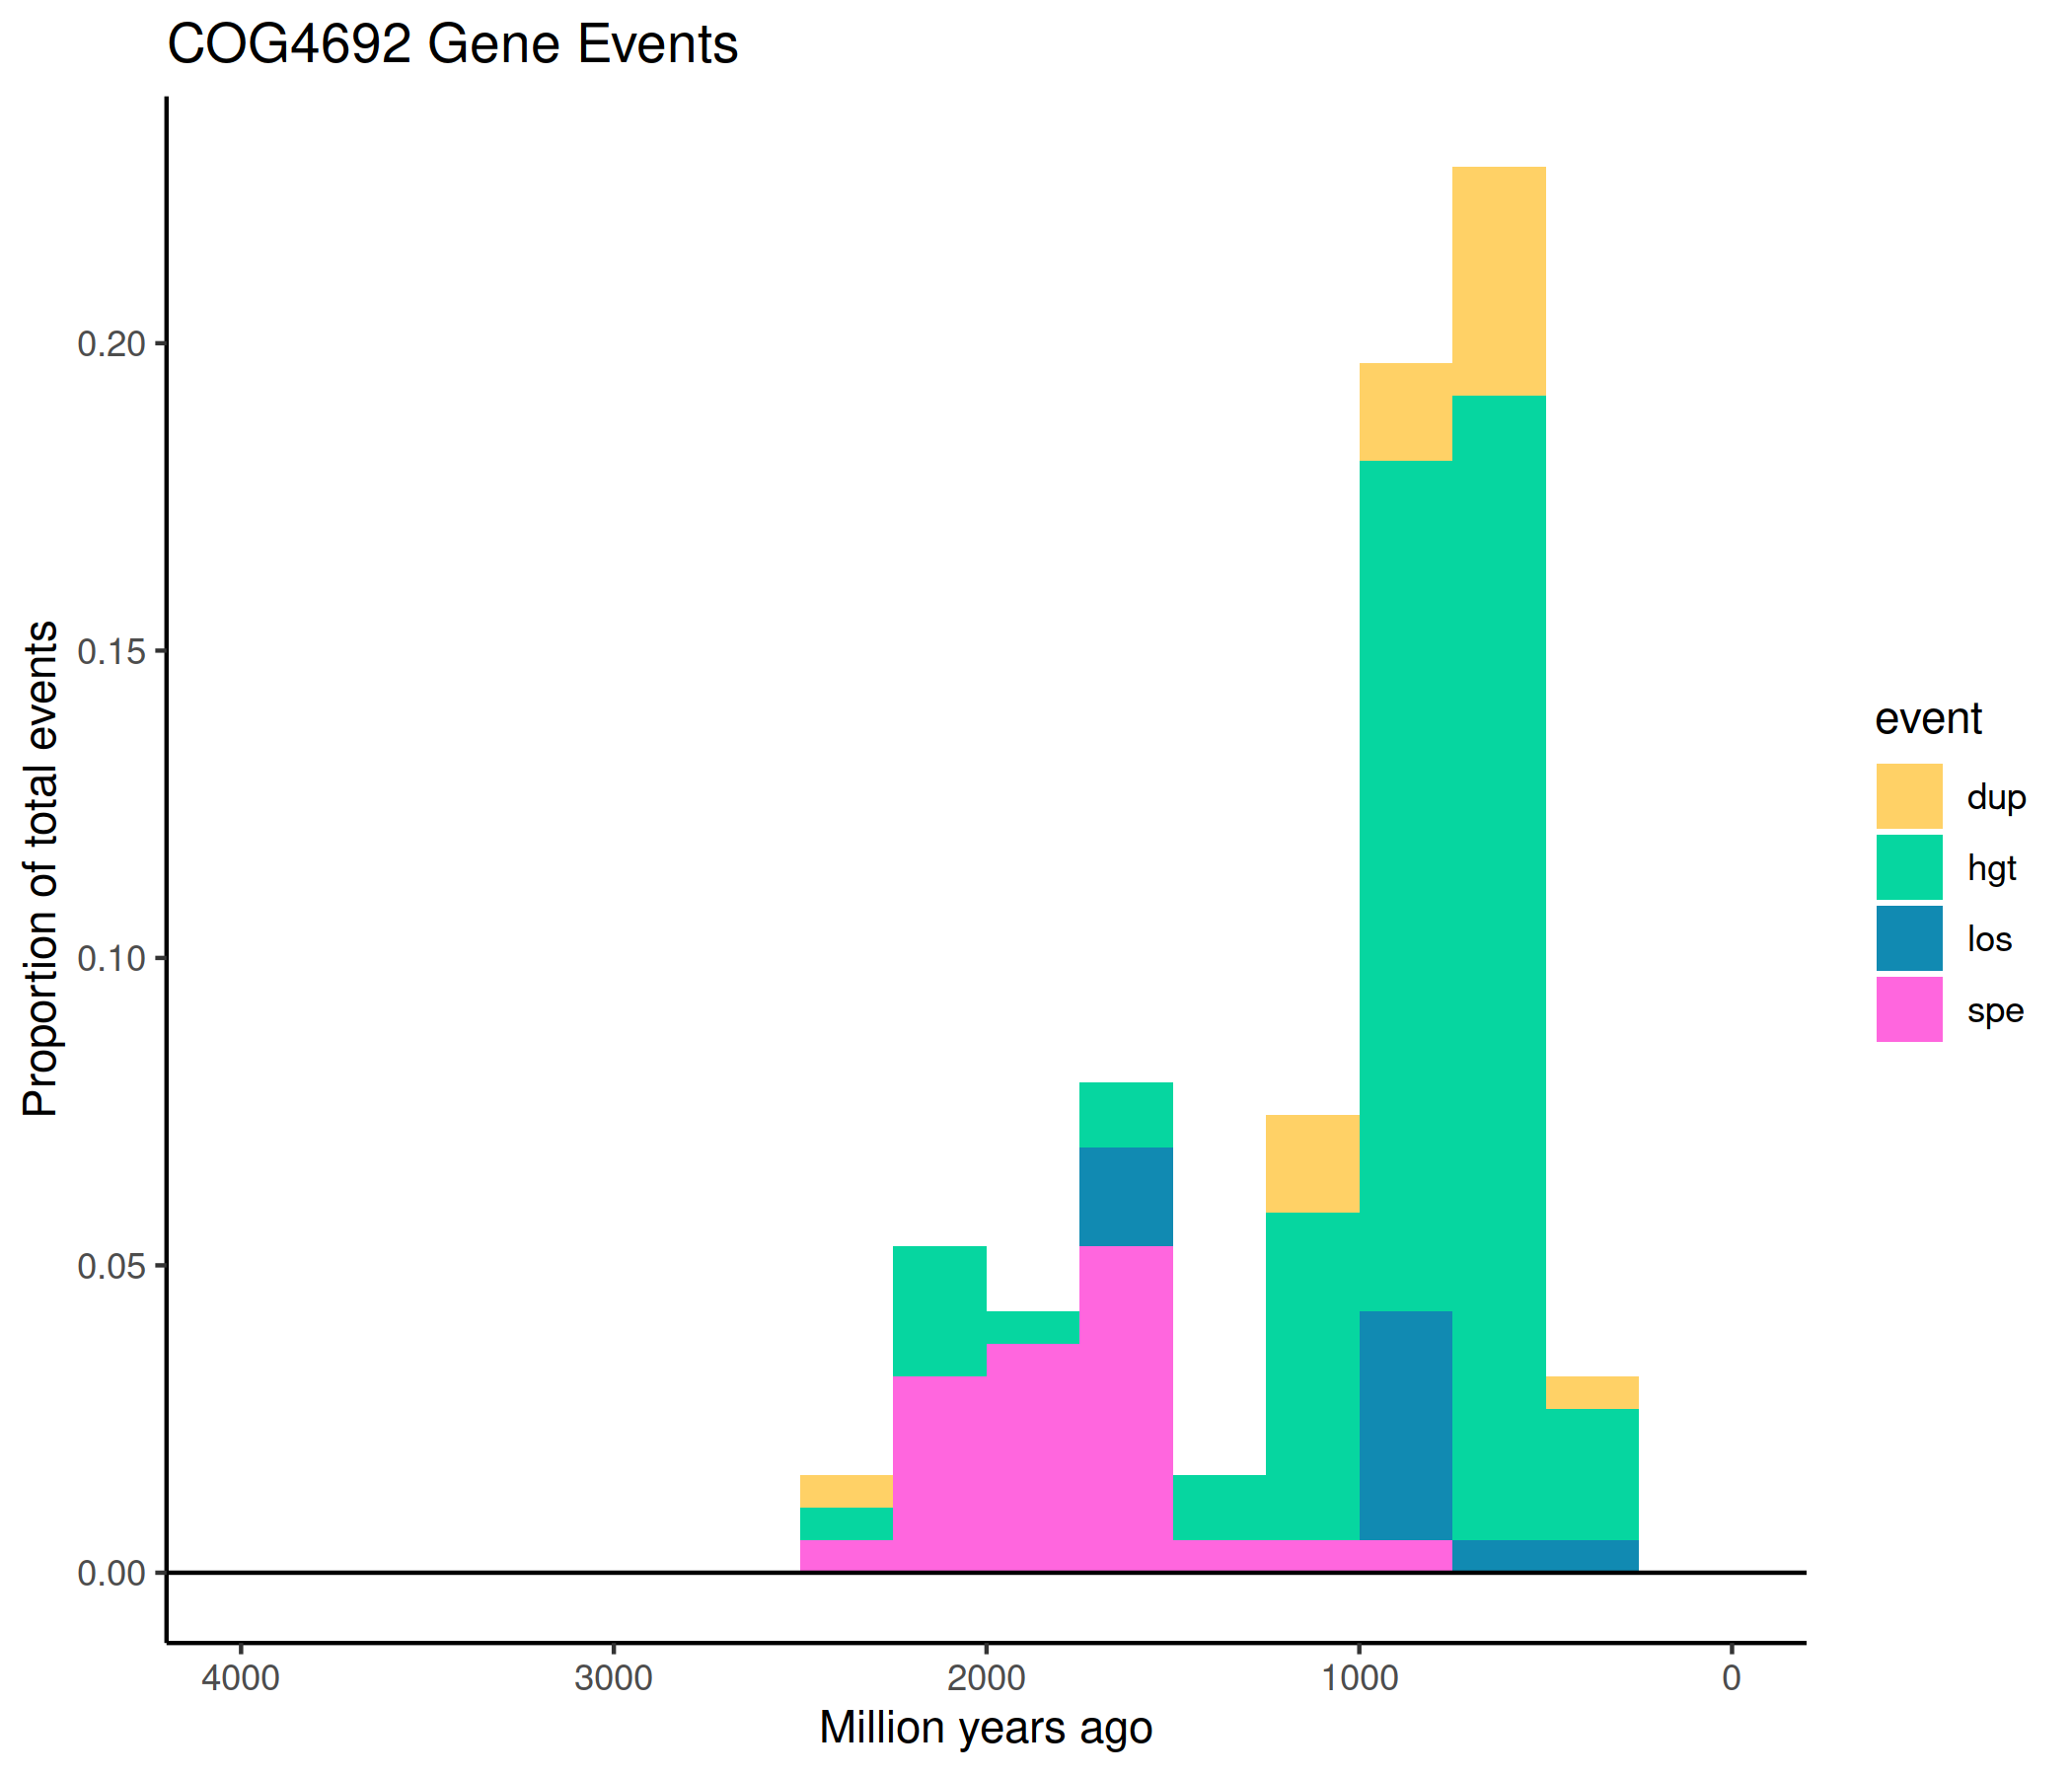 COG4692 Gene Events
Proportion of total events
0.20
0.15
0.10
0.05
0.00
4000 3000 2000 1000 0
Million years ago
event
dup
hgt
los
spe